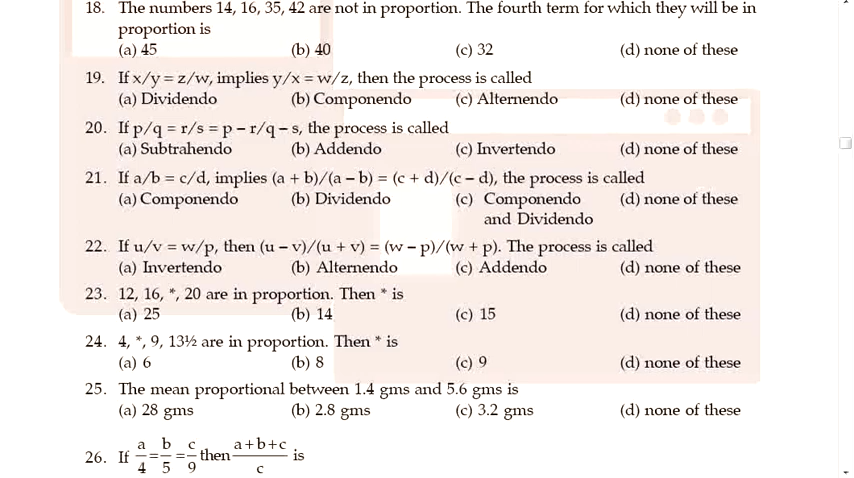 18. The numbers 14, 16, 35, 42 are not in proportion. The fourth term for which they will be in
proportion is
(a) 45 (b) 40 (c) 32 (d) none of these
19. If x/y = z/w, implies y/x = w/z, then the process is called
(a) Dividendo (b) Componendo (c) Alternendo (d) none of these
20. If p/q = r/s = p – r/q – s, the process is called
(a) Subtrahendo (b) Addendo (c) Invertendo (d) none of these
21. If a/b = c/d, implies (a + b)/(a – b) = (c + d)/(c – d), the process is called
(a) Componendo (b) Dividendo (c) Componendo (d) none of these
and Dividendo
22. If u/v = w/p, then (u – v)/(u + v) = (w – p)/(w + p). The process is called
(a) Invertendo (b) Alternendo (c) Addendo (d) none of these
23. 12, 16, *, 20 are in proportion. Then * is
(a) 25 (b) 14 (c) 15 (d) none of these
24. 4, *, 9, 13½ are in proportion. Then * is
(a) 6 (b) 8 (c) 9 (d) none of these
25. The mean proportional between 1.4 gms and 5.6 gms is
(a) 28 gms (b) 2.8 gms (c) 3.2 gms (d) none of these
26. If a/4 = b/5 = c/9 then a+b+c/c is